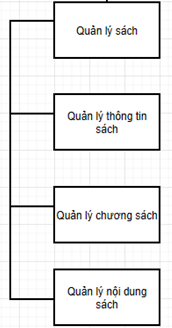 Quản lý sách
Quản lý thông tin
sách
Quản lý chương sách
Quản lý nội dung
sách